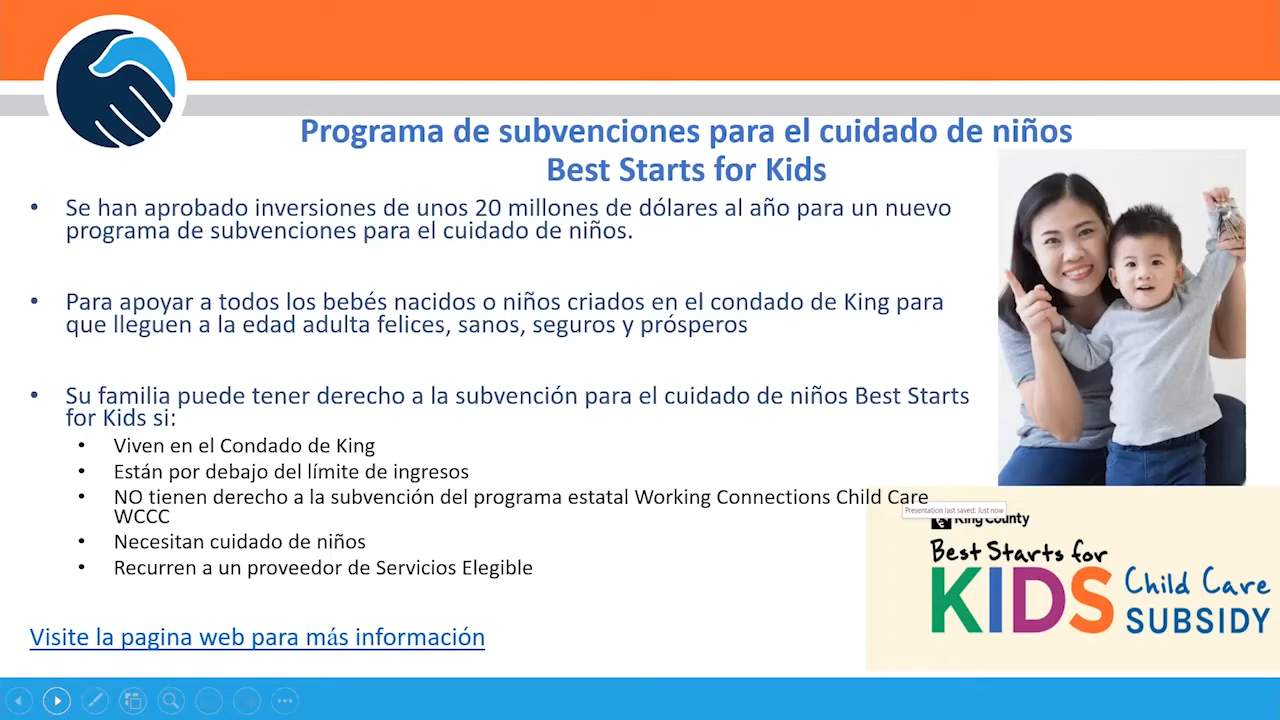 Programa de subvenciones para el cuidado de niños
Best Starts for Kids
• Se han aprobado inversiones de unos 20 millones de dólares al año para un nuevo
programa de subvenciones para el cuidado de niños.
• Para apoyar a todos los bebés nacidos o niños criados en el condado de King para
que lleguen a la edad adulta felices, sanos, seguros y prósperos
• Su familia puede tener derecho a la subvención para el cuidado de niños Best Starts
for Kids si:
• Viven en el Condado de King
• Están por debajo del límite de ingresos
• NO tienen derecho a la subvención del programa estatal Working Connections Child Care
WCCC
• Necesitan cuidado de niños
• Recurren a un proveedor de Servicios Elegible
Visite la pagina web para más información
Presentation last saved: Just now
King County
Best Starts for
KIDS Child Care
SUBSIDY